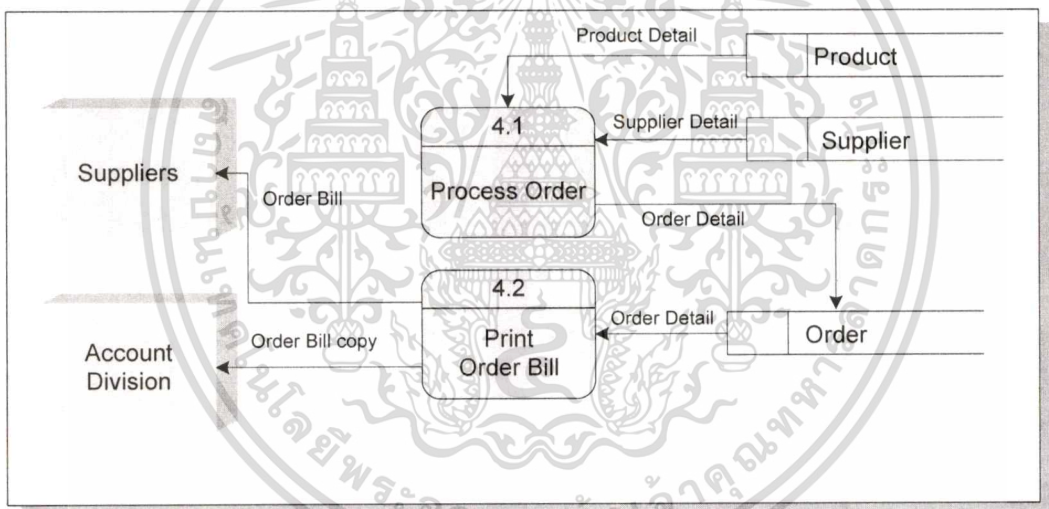 Product Detail
Product
4.1
Supplier Detail
Supplier
Suppliers
Process Order
Order Bill
Order Detail
4.2
Order Detail
Order
Print
Order Bill
Order Bill copy
Account
Division